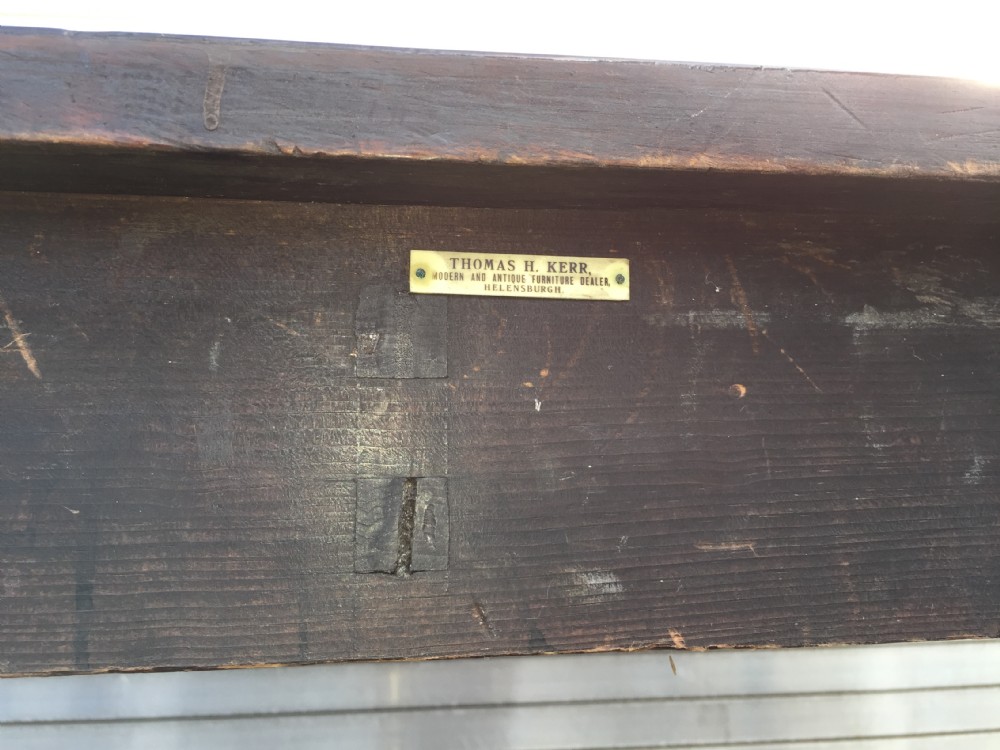 THOMAS H. KERR,
MODERN AND ANTIQUE FURNITURE DEALER,
HELENSBURGH.